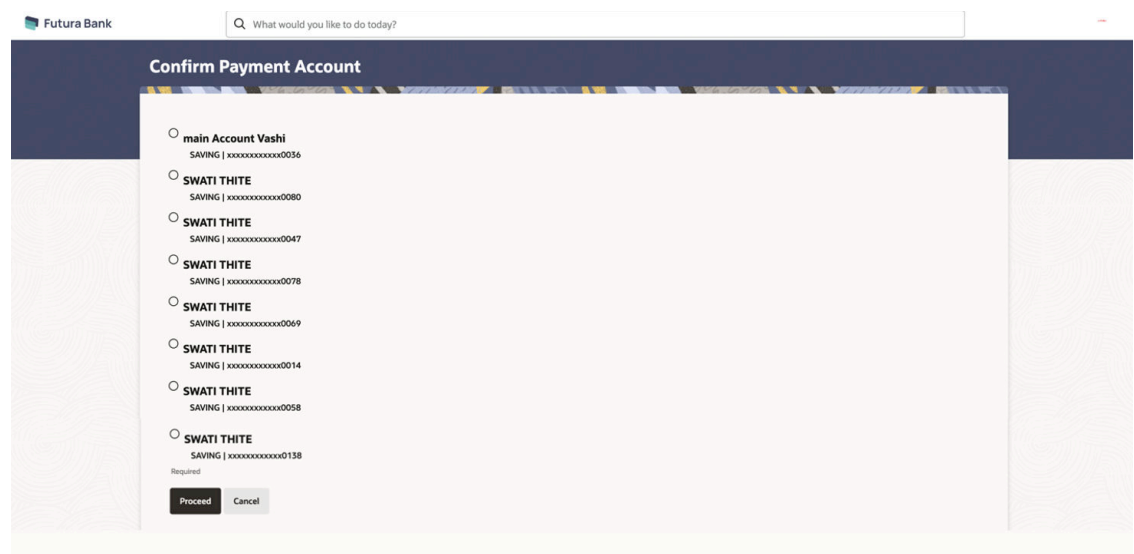 Futura Bank
What would you like to do today?
Confirm Payment Account
main Account Vashi
SAVING | xxxxxxxxxxxx0036
SWATI THITE
SAVING | xxxxxxxxxxxx0080
SWATI THITE
SAVING | xxxxxxxxxxxx0047
SWATI THITE
SAVING | xxxxxxxxxxxx0078
SWATI THITE
SAVING | xxxxxxxxxxxx0069
SWATI THITE
SAVING | xxxxxxxxxxxx0014
SWATI THITE
SAVING | xxxxxxxxxxxx0058
SWATI THITE
SAVING | xxxxxxxxxxxx0138
Required
Proceed Cancel